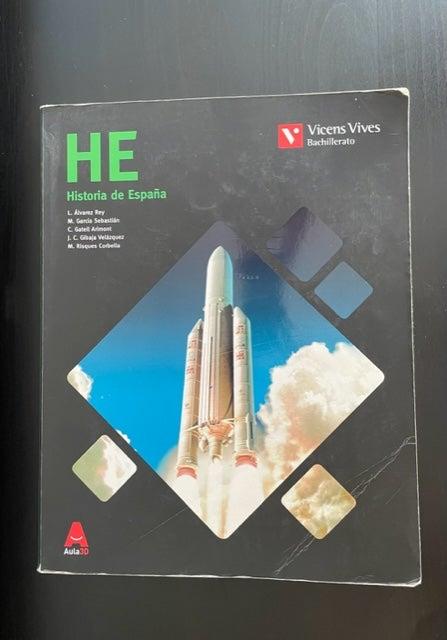 HE
Historia de España
L. Álvarez Rey
M. García Sebastián
C. Gatell Arimont
J. C. Gibaja Velázquez
M. Risques Corbella
Vicens Vives
Bachillerato
Aula3D